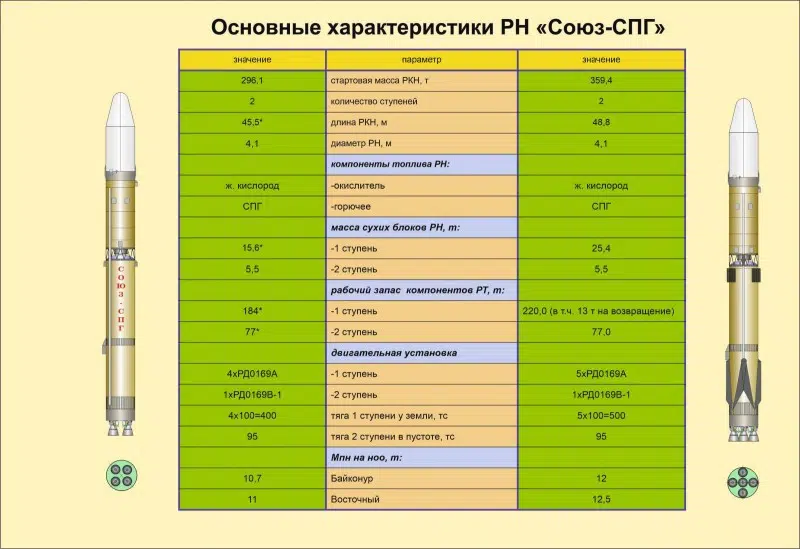 Основные характеристики РН «Союз-СПГ»
значение параметр значение
296,1 стартовая масса РКН, т 359,4
2 количество ступеней 2
45,5* длина РКН, м 48,8
4,1 диаметр РН, м 4,1
компоненты топлива РН:
ж. кислород -окислитель ж. кислород
СПГ -горючее СПГ
масса сухих блоков РН, т:
15,6* -1 ступень 25,4
5,5 -2 ступень 5,5
рабочий запас компонентов РТ, т:
184* -1 ступень 220,0 (в т.ч. 13 т на возвращение)
77* -2 ступень 77,0
двигательная установка
4хРД0169А -1 ступень 5хРД0169А
1хРД0169В-1 -2 ступень 1хРД0169В-1
4х100=400 тяга 1 ступени у земли, тс 5х100=500
95 тяга 2 ступени в пустоте, тс 95
Мпн на ноо, т:
10,7 Байконур 12
11 Восточный 12,5
СОЮЗ-СПГ